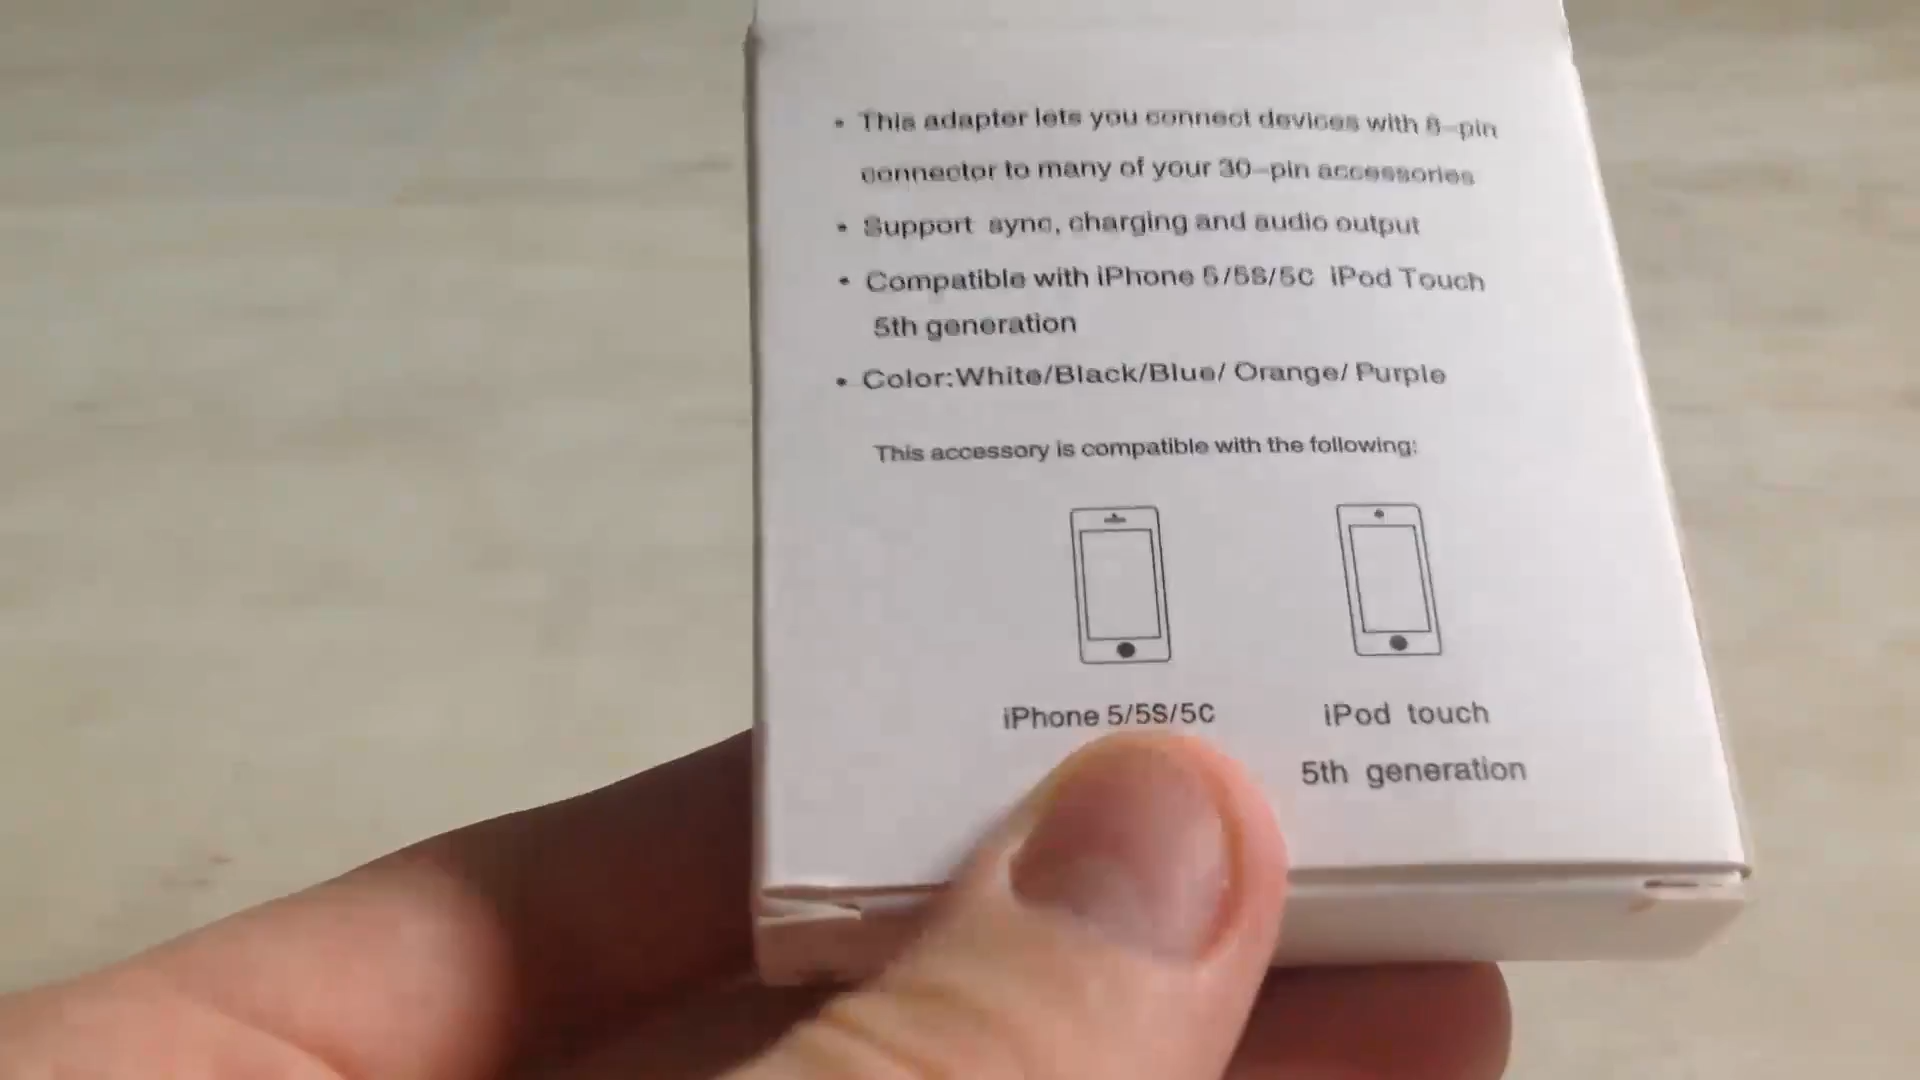 • This adapter lets you connect devices with 8-pin
connector to many of your 30-pin accessories
• Support sync, charging and audio output
• Compatible with iPhone 5/5S/5C iPod Touch
5th generation
• Color:White/Black/Blue/ Orange/ Purple
This accessory is compatible with the following:
iPhone 5/5S/5C
iPod touch
5th generation